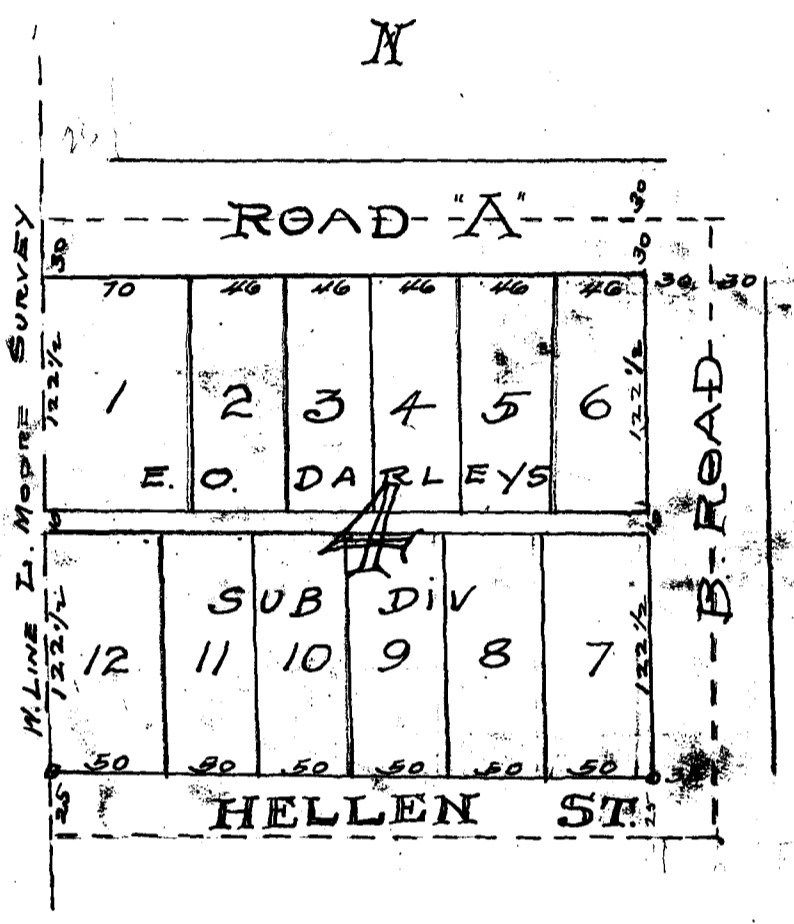 N
ROAD "A"
30
30
30
70 46 46 46 46 46 30 30
122½ 122½
1 2 3 4 5 6
E. O. DARLEYS
4
SUB DiV
12 11 10 9 8 7
122½ 122½
50 50 50 50 50 50
HELLEN ST.
25 25
W. LINE L. MOORE SURVEY
B-ROAD